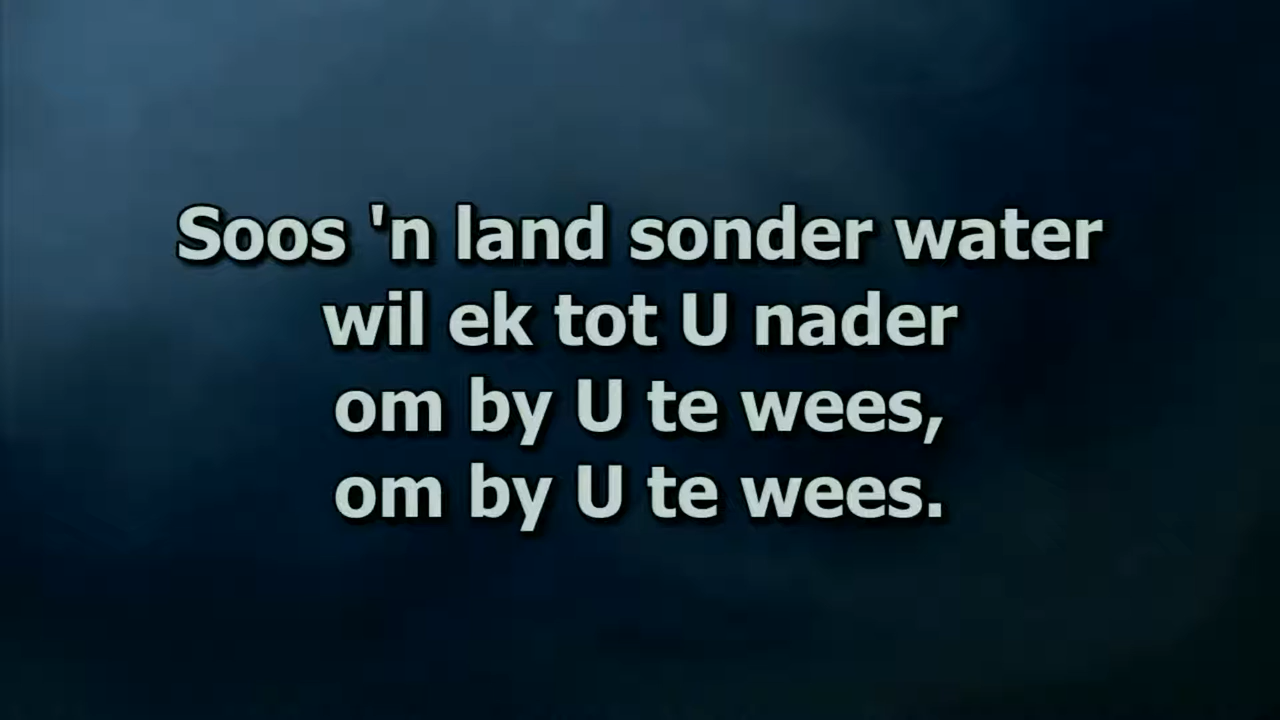 Soos 'n land sonder water
wil ek tot U nader
om by U te wees,
om by U te wees.